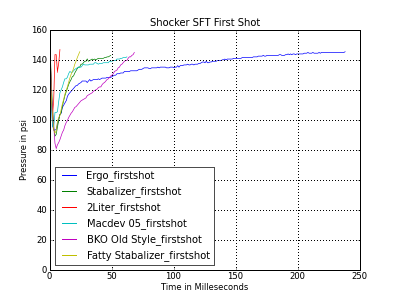 Shocker SFT First Shot
160
140
120
100
80
60
40
20
0
Pressure in psi
Ergo_firstshot
Stabalizer_firstshot
2Liter_firstshot
Macdev 05_firstshot
BKO Old Style_firstshot
Fatty Stabalizer_firstshot
0 50 100 150 200 250
Time in Milleseconds